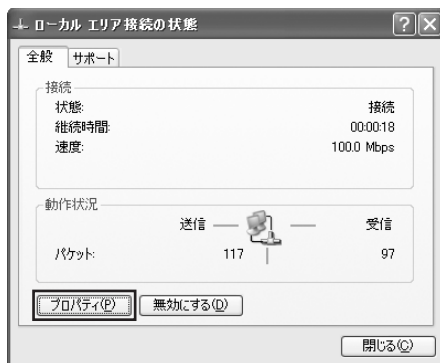 ローカル エリア接続の状態
全般 サポート
接続
状態: 接続
継続時間: 00:00:18
速度: 100.0 Mbps
動作状況
送信 受信
パケット: 117 97
プロパティ(P) 無効にする(D)
閉じる(C)